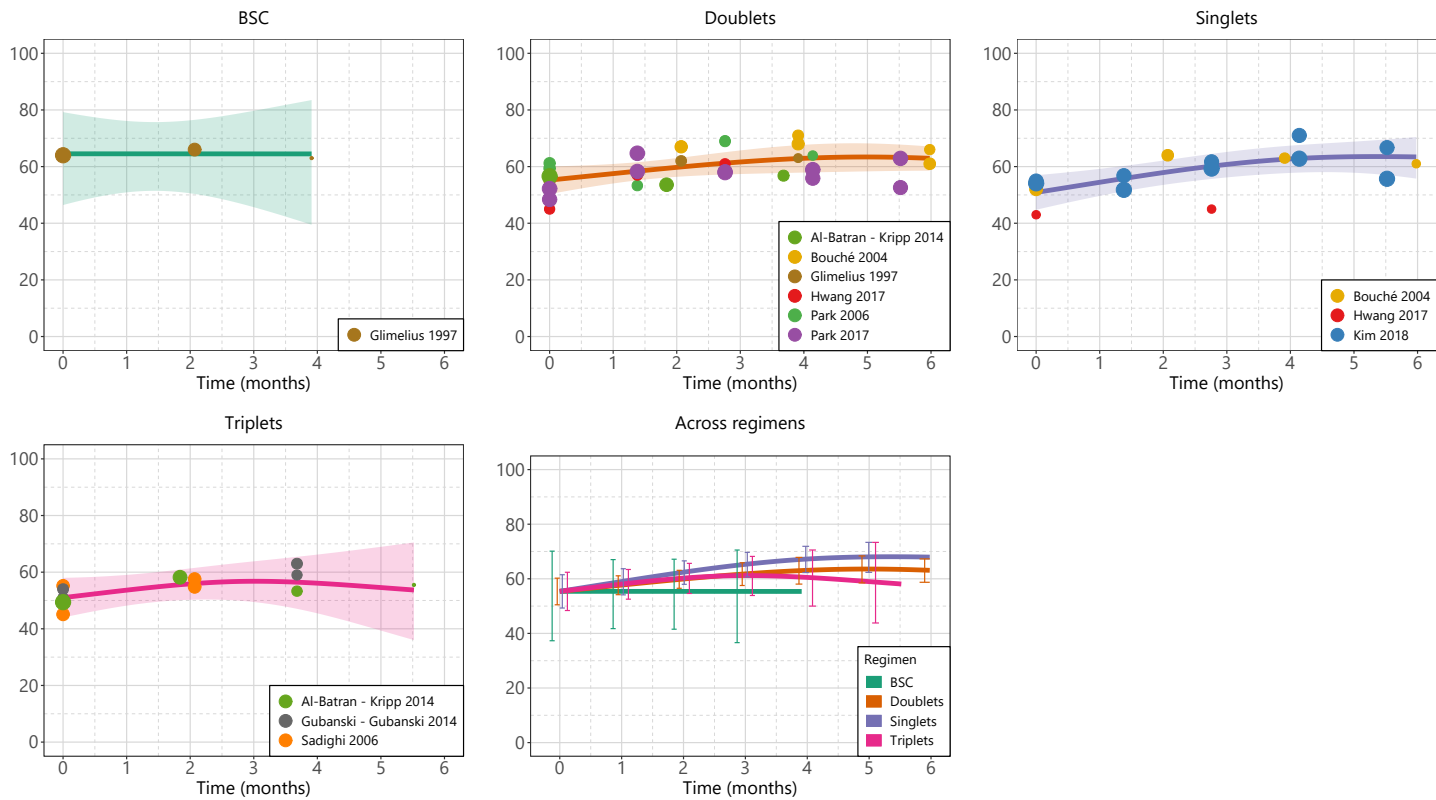 BSC
100
80
60
40
20
0
Glimelius 1997
0 1 2 3 4 5 6
Time (months)
Doublets
100
80
60
40
20
0
Al-Batran - Kripp 2014
Bouché 2004
Glimelius 1997
Hwang 2017
Park 2006
Park 2017
0 1 2 3 4 5 6
Time (months)
Singlets
100
80
60
40
20
0
Bouché 2004
Hwang 2017
Kim 2018
0 1 2 3 4 5 6
Time (months)
Triplets
100
80
60
40
20
0
Al-Batran - Kripp 2014
Gubanski - Gubanski 2014
Sadighi 2006
0 1 2 3 4 5 6
Time (months)
Across regimens
100
80
60
40
20
0
Regimen
BSC
Doublets
Singlets
Triplets
0 1 2 3 4 5 6
Time (months)